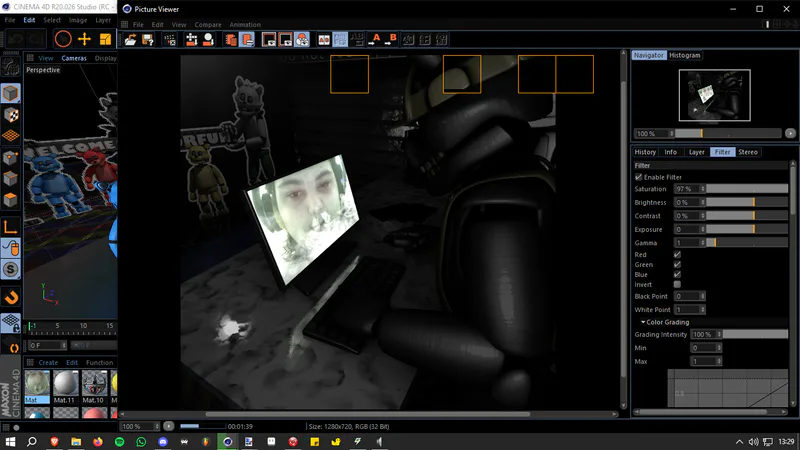 CINEMA 4D R20.026 Studio (RC -
Picture Viewer
File Edit Create Select Image Layer
File Edit View Compare Animation
View Cameras Display
Perspective
Navigator Histogram
100 %
History Info Layer Filter Stereo
Filter
Enable Filter
Saturation 97 %
Brightness 0 %
Contrast 0 %
Exposure 0
Gamma 1
Red
Green
Blue
Invert
Black Point 0
White Point 1
Color Grading
Grading Intensity 100 %
Min 0
Max 1
-1 5 10 15
0 F
Create Edit Function
Mat Mat.11 Mat.10
MAXON
CINEMA 4D
100 % 00:01:39 Size: 1280x720, RGB (32 Bit)
13:29